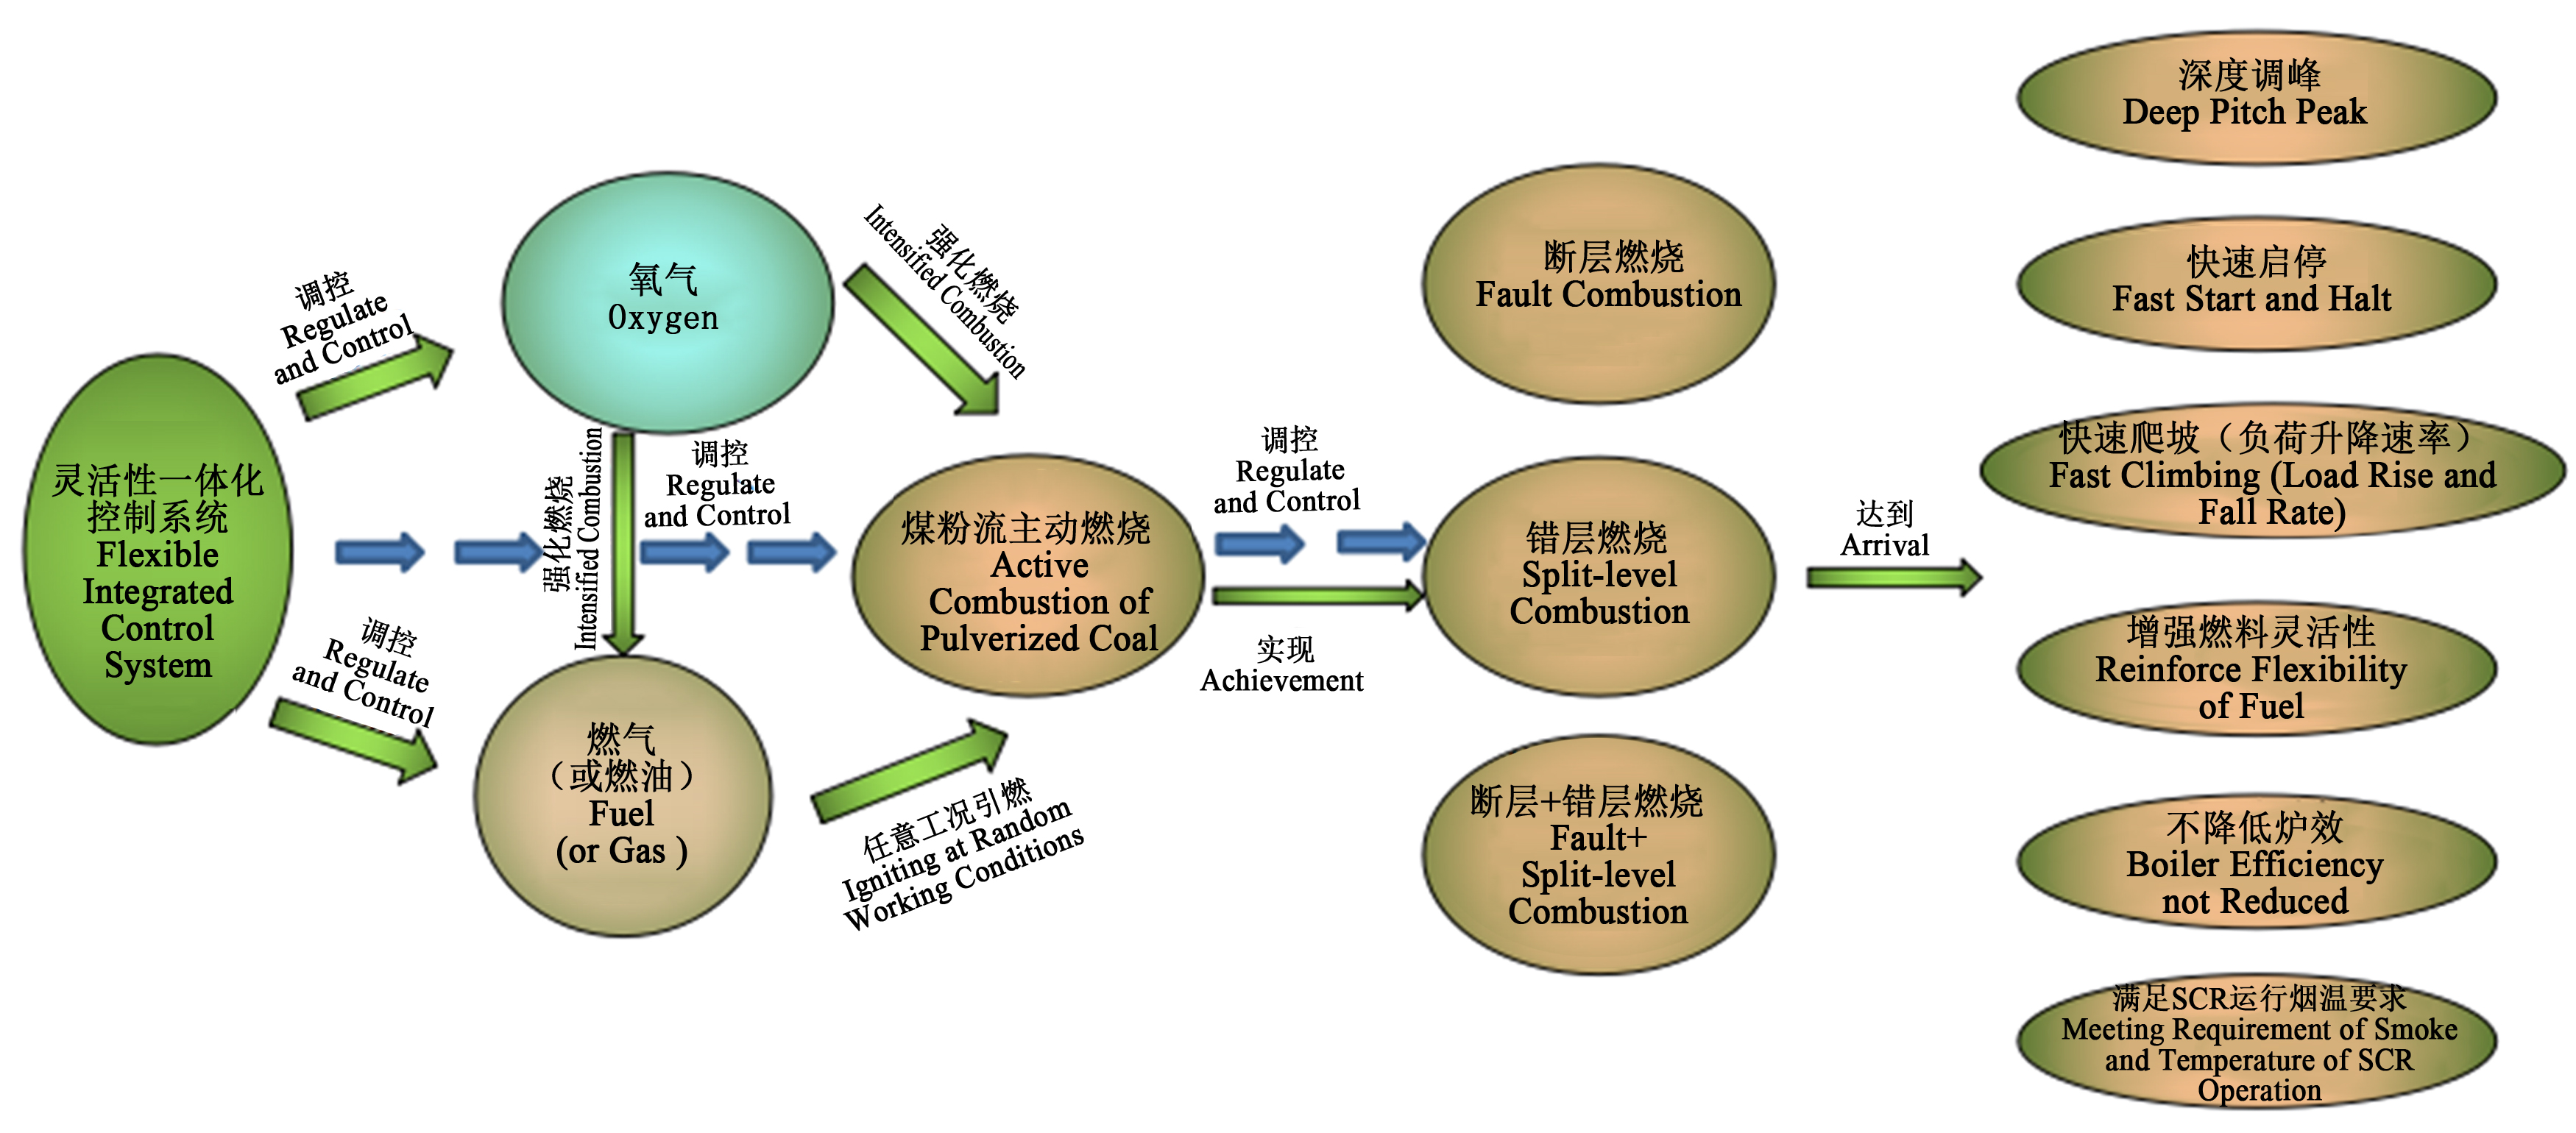 灵活性一体化
控制系统
Flexible
Integrated
Control
System
调控
Regulate
and Control
调控
Regulate
and Control
氧气
Oxygen
强化燃烧
Intensified Combustion
强化燃烧
Intensified Combustion
调控
Regulate
and Control
燃气
（或燃油）
Fuel
(or Gas )
任意工况引燃
Igniting at Random
Working Conditions
煤粉流主动燃烧
Active
Combustion of
Pulverized Coal
调控
Regulate
and Control
实现
Achievement
断层燃烧
Fault Combustion
错层燃烧
Split-level
Combustion
断层+错层燃烧
Fault+
Split-level
Combustion
达到
Arrival
深度调峰
Deep Pitch Peak
快速启停
Fast Start and Halt
快速爬坡（负荷升降速率）
Fast Climbing (Load Rise and
Fall Rate)
增强燃料灵活性
Reinforce Flexibility
of Fuel
不降低炉效
Boiler Efficiency
not Reduced
满足SCR运行烟温要求
Meeting Requirement of Smoke
and Temperature of SCR
Operation